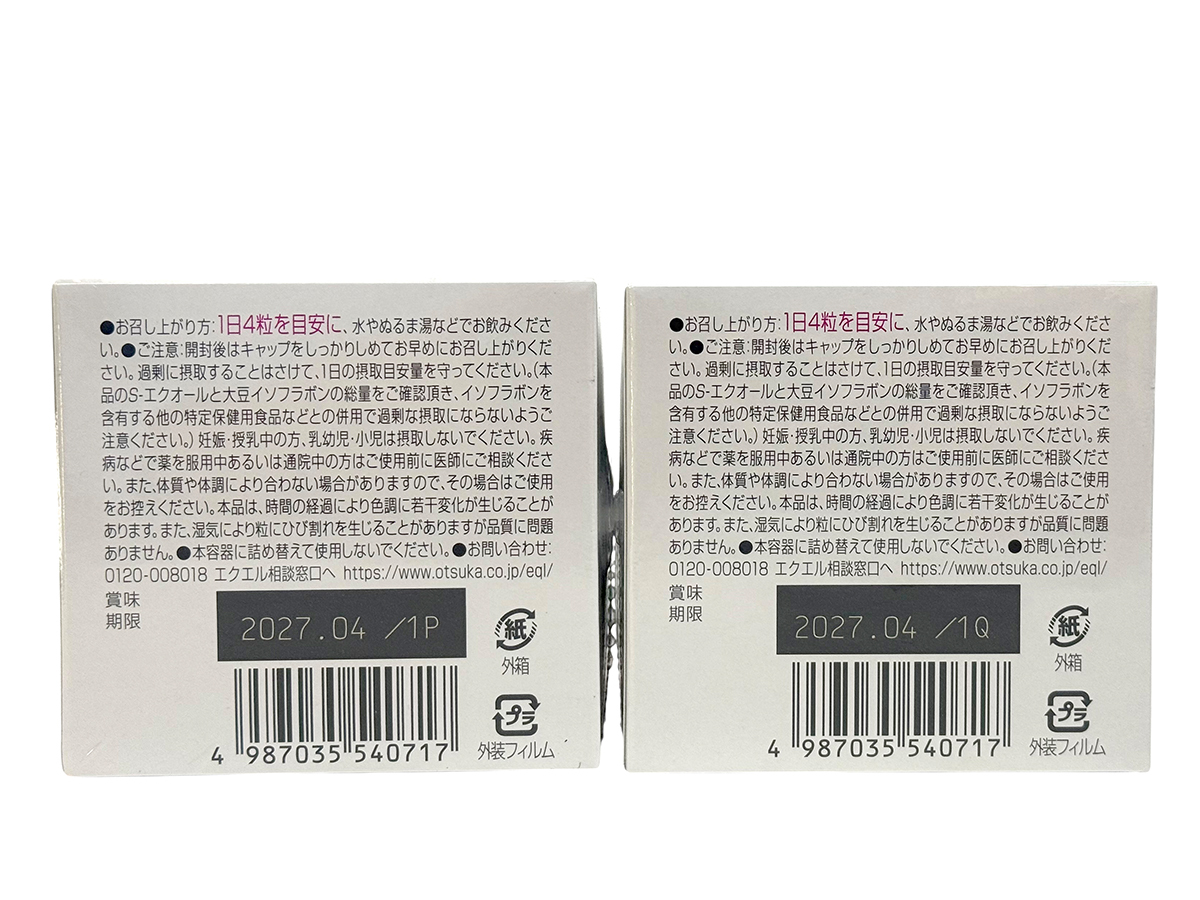 ●お召し上がり方:1日4粒を目安に、水やぬるま湯などでお飲みくださ
い。●ご注意:開封後はキャップをしっかりしめてお早めにお召し上がりくだ
さい。過剰に摂取することはさけて、1日の摂取目安量を守ってください。(本
品のS-エクオールと大豆イソフラボンの総量をご確認頂き、イソフラボンを
含有する他の特定保健用食品などとの併用で過剰な摂取にならないようご
注意ください。)妊娠・授乳中の方、乳幼児・小児は摂取しないでください。疾
病などで薬を服用中あるいは通院中の方はご使用前に医師にご相談くださ
い。また、体質や体調により合わない場合がありますので、その場合はご使用
をお控えください。本品は、時間の経過により色調に若干変化が生じることが
あります。また、湿気により粒にひび割れを生じることがありますが品質に問題
ありません。●本容器に詰め替えて使用しないでください。●お問い合わせ:
0120-008018 エクエル相談窓口へ https://www.otsuka.co.jp/eql/
賞味
期限
2027.04 /1P
紙
外箱
プラ
外装フィルム
4 987035 540717
●お召し上がり方:1日4粒を目安に、水やぬるま湯などでお飲みくださ
い。●ご注意:開封後はキャップをしっかりしめてお早めにお召し上がりくだ
さい。過剰に摂取することはさけて、1日の摂取目安量を守ってください。(本
品のS-エクオールと大豆イソフラボンの総量をご確認頂き、イソフラボンを
含有する他の特定保健用食品などとの併用で過剰な摂取にならないようご
注意ください。)妊娠・授乳中の方、乳幼児・小児は摂取しないでください。疾
病などで薬を服用中あるいは通院中の方はご使用前に医師にご相談くださ
い。また、体質や体調により合わない場合がありますので、その場合はご使用
をお控えください。本品は、時間の経過により色調に若干変化が生じることが
あります。また、湿気により粒にひび割れを生じることがありますが品質に問題
ありません。●本容器に詰め替えて使用しないでください。●お問い合わせ:
0120-008018 エクエル相談窓口へ https://www.otsuka.co.jp/eql/
賞味
期限
2027.04 /1Q
紙
外箱
プラ
外装フィルム
4 987035 540717